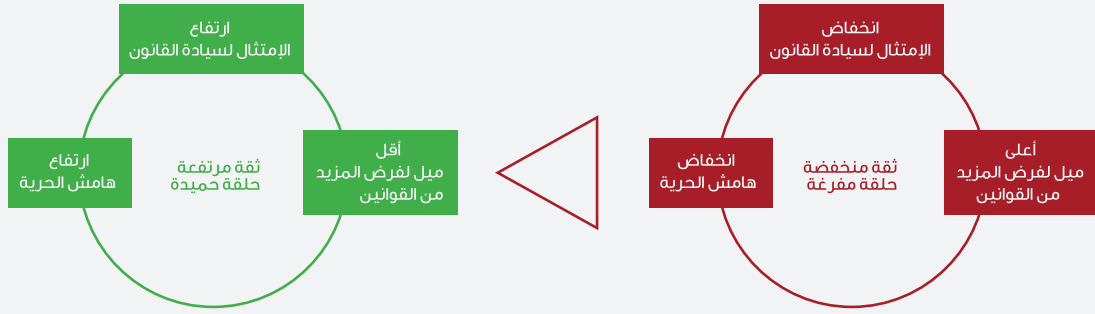 انخفاض
الإمتثال لسيادة القانون
أعلى
ميل لفرض المزيد
من القوانين
ثقة منخفضة
حلقة مفرغة
انخفاض
هامش الحرية
ارتفاع
الإمتثال لسيادة القانون
أقل
ميل لفرض المزيد
من القوانين
ثقة مرتفعة
حلقة حميدة
ارتفاع
هامش الحرية